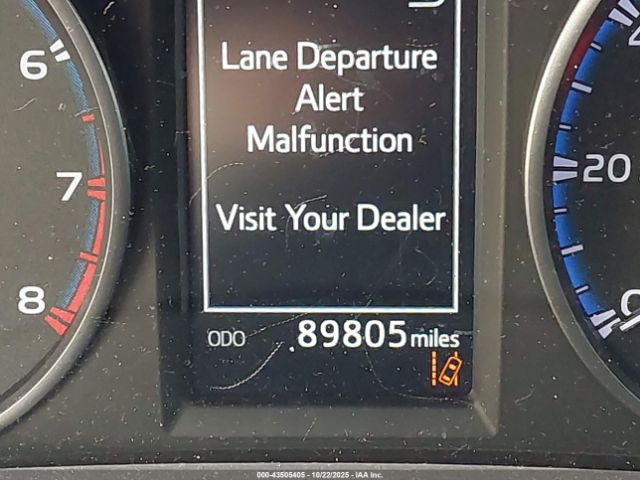 Lane Departure
Alert
Malfunction
Visit Your Dealer
ODO 89805 miles
6
7
8
20
0
000-43505405 - 10/22/2025 - IAA Inc.